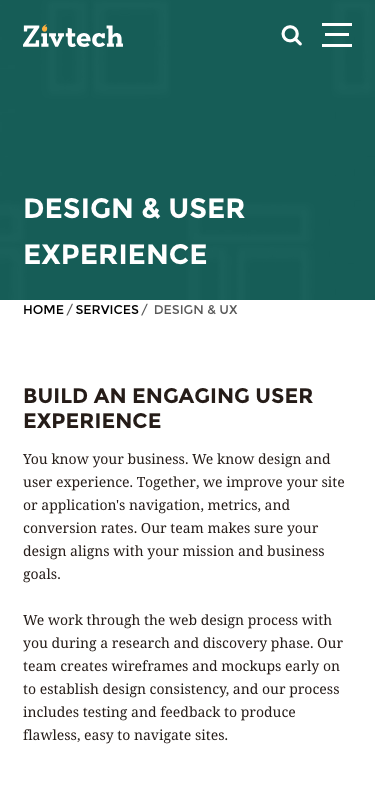 Zivtech
DESIGN & USER
EXPERIENCE
HOME / SERVICES / DESIGN & UX
BUILD AN ENGAGING USER
EXPERIENCE
You know your business. We know design and
user experience. Together, we improve your site
or application's navigation, metrics, and
conversion rates. Our team makes sure your
design aligns with your mission and business
goals.
We work through the web design process with
you during a research and discovery phase. Our
team creates wireframes and mockups early on
to establish design consistency, and our process
includes testing and feedback to produce
flawless, easy to navigate sites.